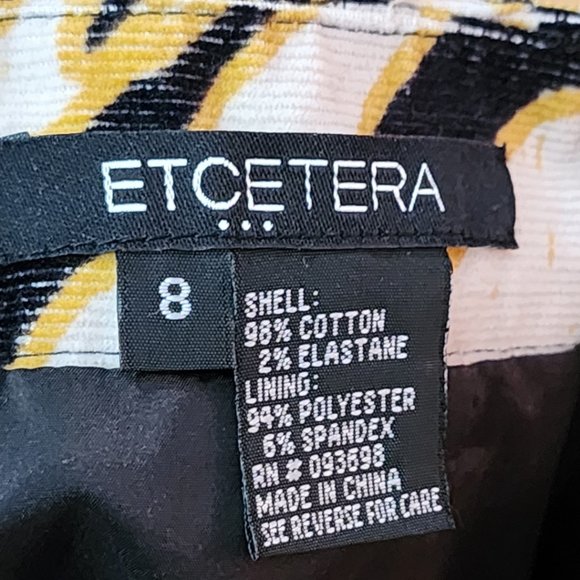 ETCETERA
8
SHELL:
98% COTTON
2% ELASTANE
LINING:
94% POLYESTER
6% SPANDEX
RN # 093698
MADE IN CHINA
SEE REVERSE FOR CARE